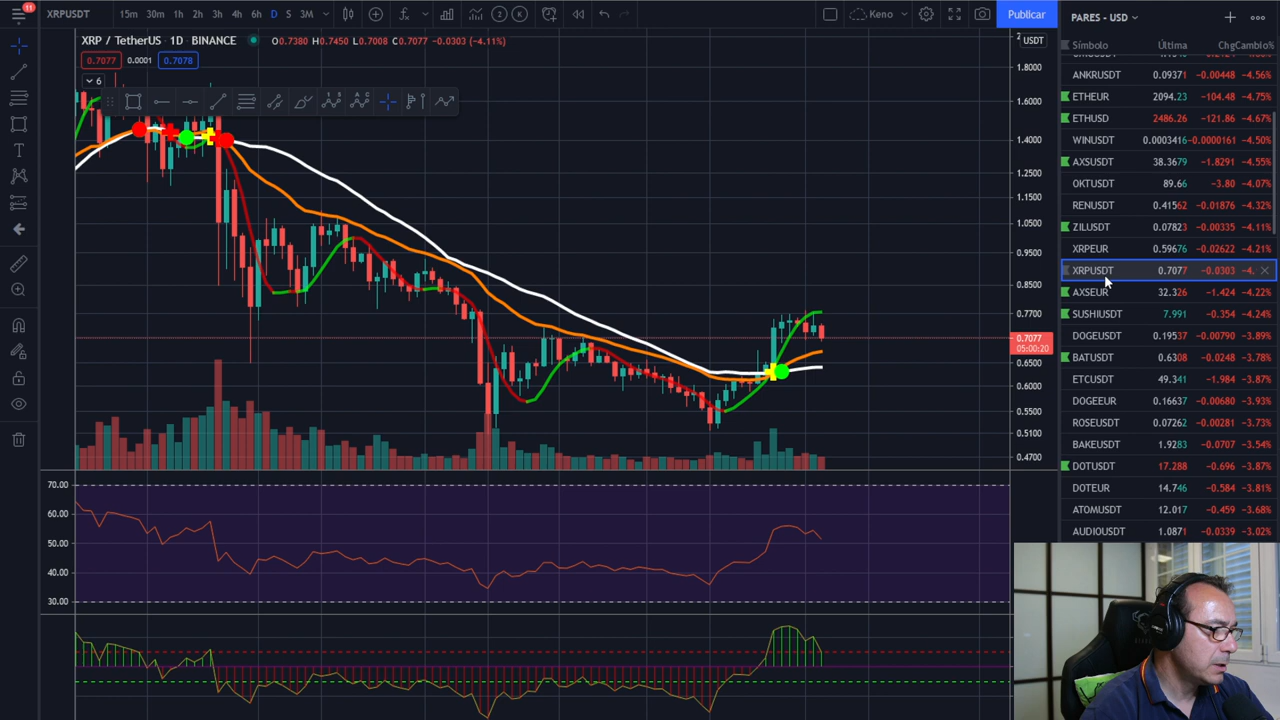 11
XRPUSDT
15m 30m 1h 2h 3h 4h 6h D S 3M
2 K
Keno
Publicar
XRP / TetherUS · 1D · BINANCE
O0.7380 H0.7450 L0.7008 C0.7077 -0.0303 (-4.11%)
0.7077 0.0001 0.7078
6
USDT
1.8000
1.6000
1.4000
1.2500
1.1500
1.0500
0.9500
0.8500
0.7700
0.7077
05:00:20
0.6500
0.6000
0.5500
0.5100
0.4700
70.00
60.00
50.00
40.00
30.00
PARES - USD
Símbolo Última Chg Cambio%
ANKRUSDT 0.09371 -0.00448 -4.56%
ETHEUR 2094.23 -104.48 -4.75%
ETHUSD 2486.26 -121.86 -4.67%
WINUSDT 0.0003416 -0.0000161 -4.50%
AXSUSDT 38.3679 -1.8291 -4.55%
OKTUSDT 89.66 -3.80 -4.07%
RENUSDT 0.41562 -0.01876 -4.32%
ZILUSDT 0.07823 -0.00335 -4.11%
XRPEUR 0.59676 -0.02622 -4.21%
XRPUSDT 0.7077 -0.0303 -4.
AXSEUR 32.326 -1.424 -4.22%
SUSHIUSDT 7.991 -0.354 -4.24%
DOGEUSDT 0.19537 -0.00790 -3.89%
BATUSDT 0.6308 -0.0248 -3.78%
ETCUSDT 49.341 -1.984 -3.87%
DOGEEUR 0.16637 -0.00680 -3.93%
ROSEUSDT 0.07262 -0.00281 -3.73%
BAKEUSDT 1.9283 -0.0707 -3.54%
DOTUSDT 17.288 -0.696 -3.87%
DOTEUR 14.746 -0.584 -3.81%
ATOMUSDT 12.017 -0.459 -3.68%
AUDIOUSDT 1.0871 -0.0339 -3.02%